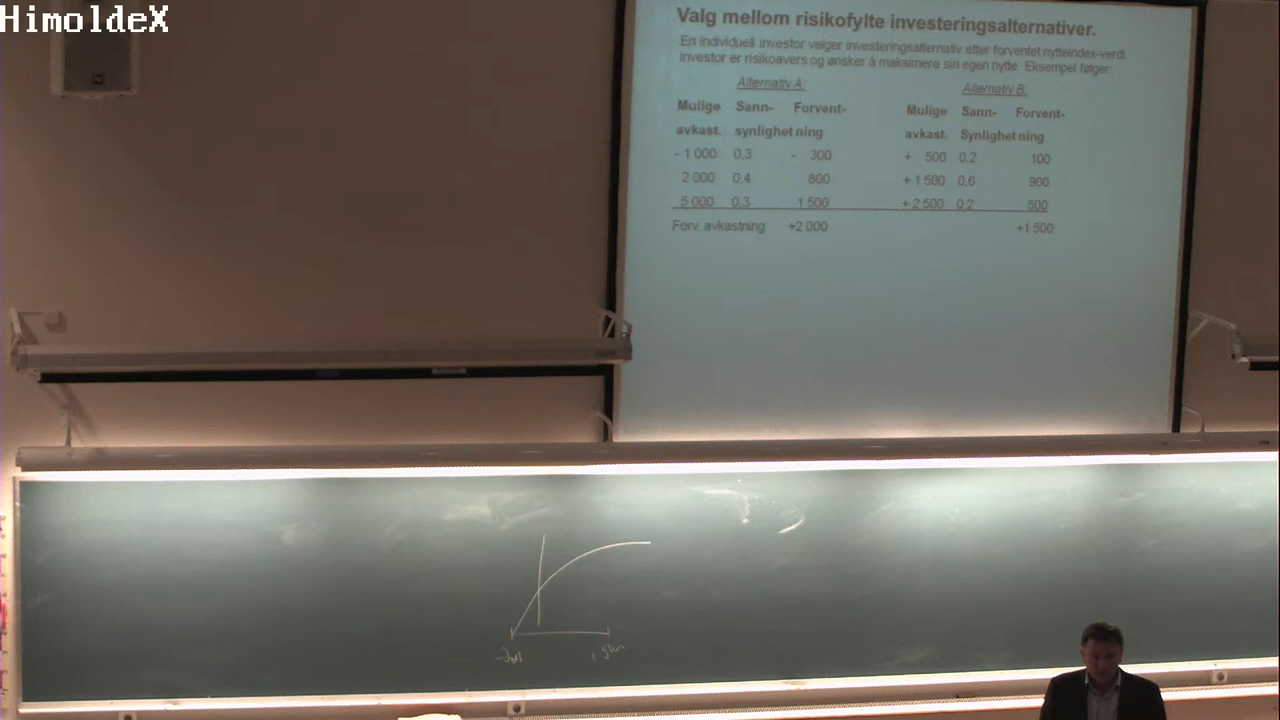 HimoldeX
Valg mellom risikofylte investeringsalternativer.
En individuell investor velger investeringsalternativ etter forventet nytteindex-verdi.
investor er risikoavers og ønsker å maksimere sin egen nytte. Eksempel følger:
Alternativ A: Alternativ B:
Mulige Sann- Forvent- Mulige Sann- Forvent-
avkast. synlighet ning avkast. Synlighet ning
- 1 000 0,3 - 300 + 500 0,2 100
2 000 0,4 800 + 1 500 0,6 900
5 000 0,3 1 500 + 2 500 0,2 500
Forv. avkastning +2 000 +1 500